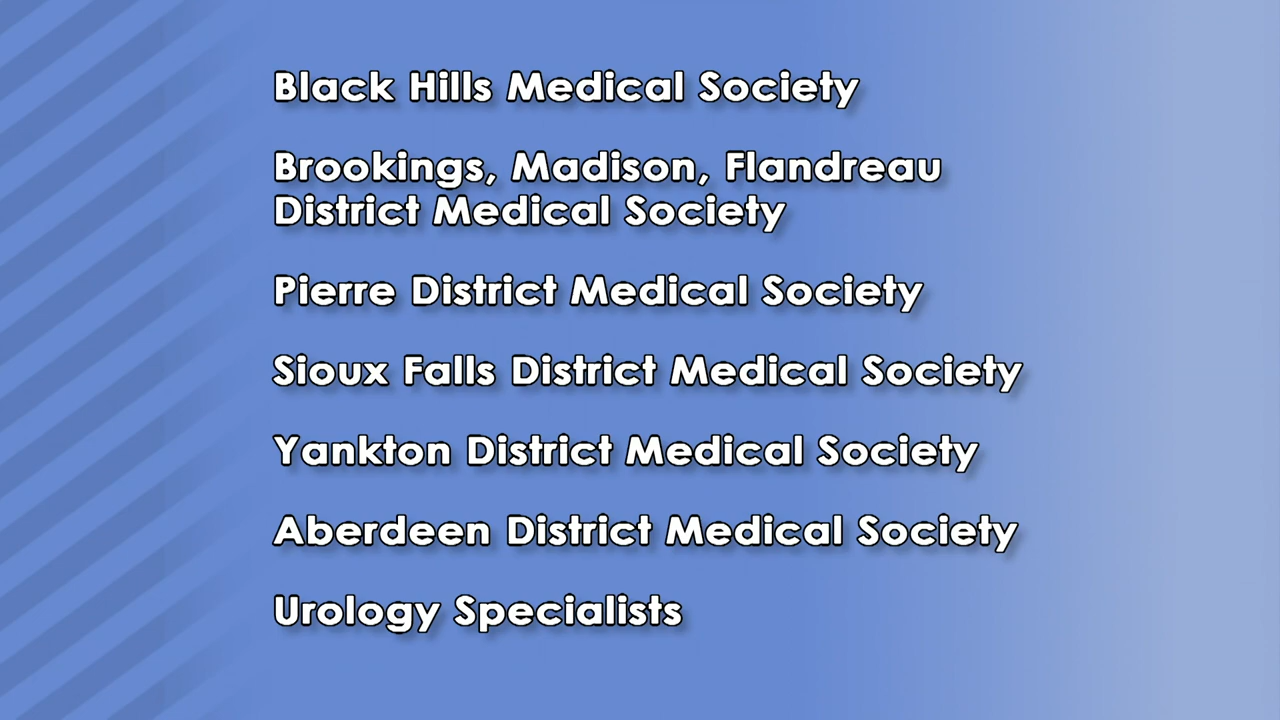 Black Hills Medical Society
Brookings, Madison, Flandreau
District Medical Society
Pierre District Medical Society
Sioux Falls District Medical Society
Yankton District Medical Society
Aberdeen District Medical Society
Urology Specialists